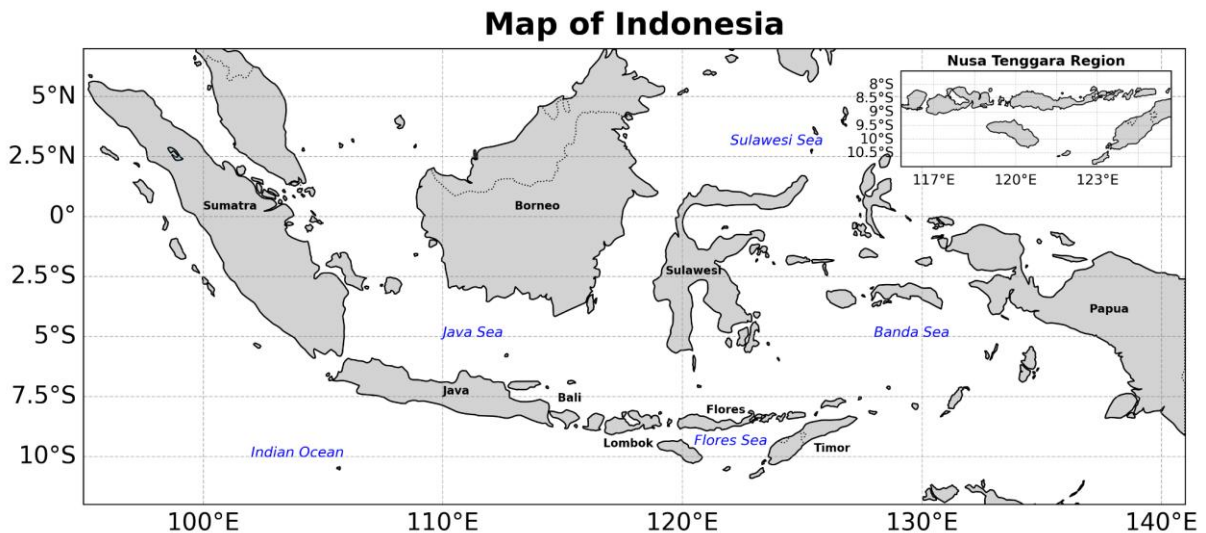 Map of Indonesia
Nusa Tenggara Region
8°S
8.5°S
9°S
9.5°S
10°S
10.5°S
117°E 120°E 123°E
5°N
2.5°N
0°
2.5°S
5°S
7.5°S
10°S
Sulawesi Sea
Sumatra
Borneo
Sulawesi
Papua
Java Sea
Banda Sea
Java
Bali
Flores
Lombok
Flores Sea
Timor
Indian Ocean
100°E 110°E 120°E 130°E 140°E